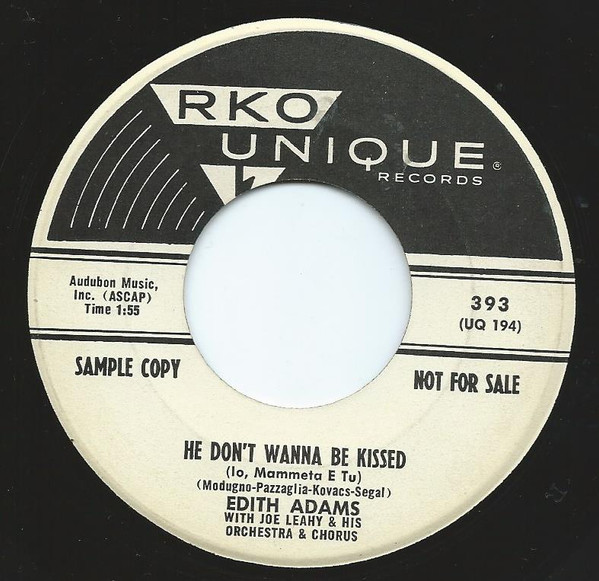 RKO
UNIQUE
RECORDS
Audubon Music,
Inc. (ASCAP)
Time 1:55
393
(UQ 194)
SAMPLE COPY
NOT FOR SALE
HE DON'T WANNA BE KISSED
(Io, Mammeta E Tu)
(Modugno-Pazzaglia-Kovacs-Segal)
EDITH ADAMS
WITH JOE LEAHY & HIS
ORCHESTRA & CHORUS